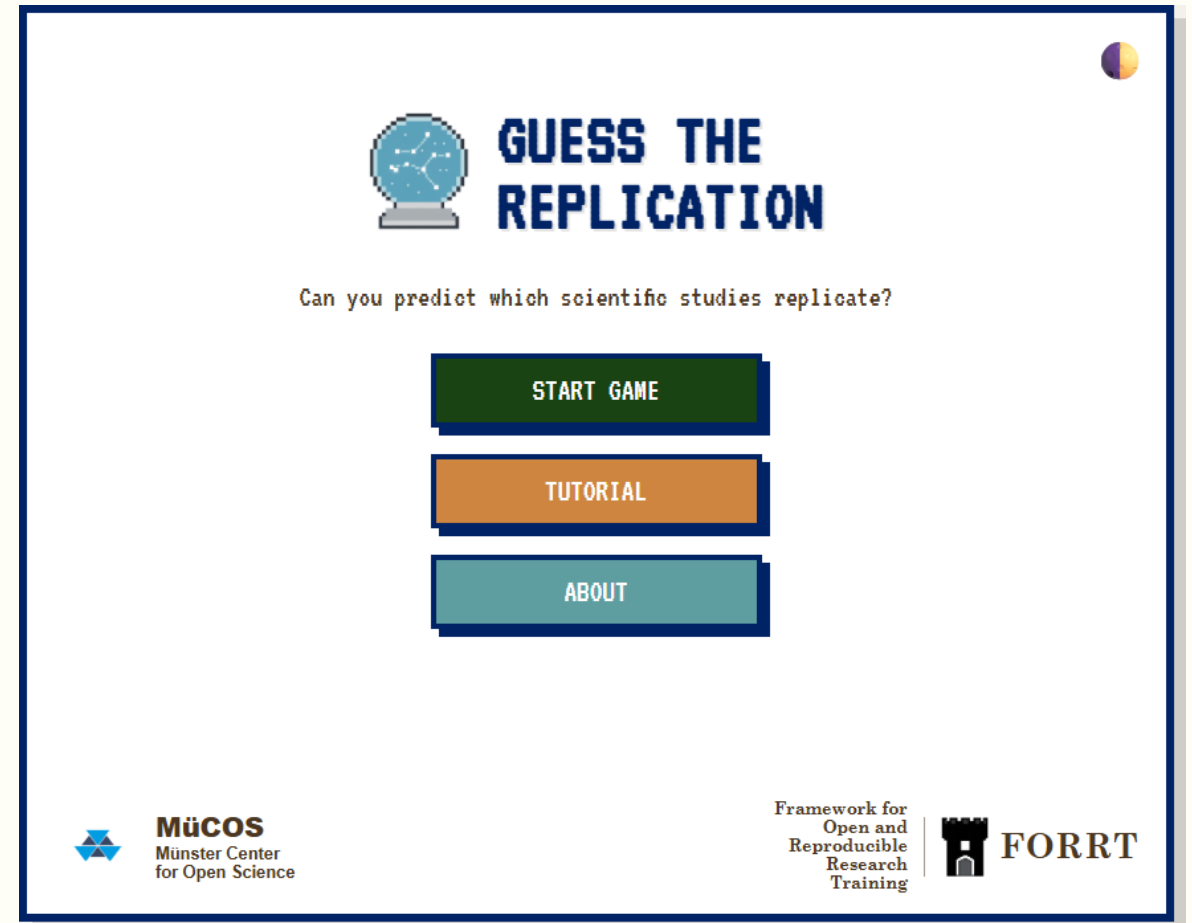 GUESS THE
REPLICATION
Can you predict which scientific studies replicate?
START GAME
TUTORIAL
ABOUT
MüCOS
Münster Center
for Open Science
Framework for
Open and
Reproducible
Research
Training
FORRT